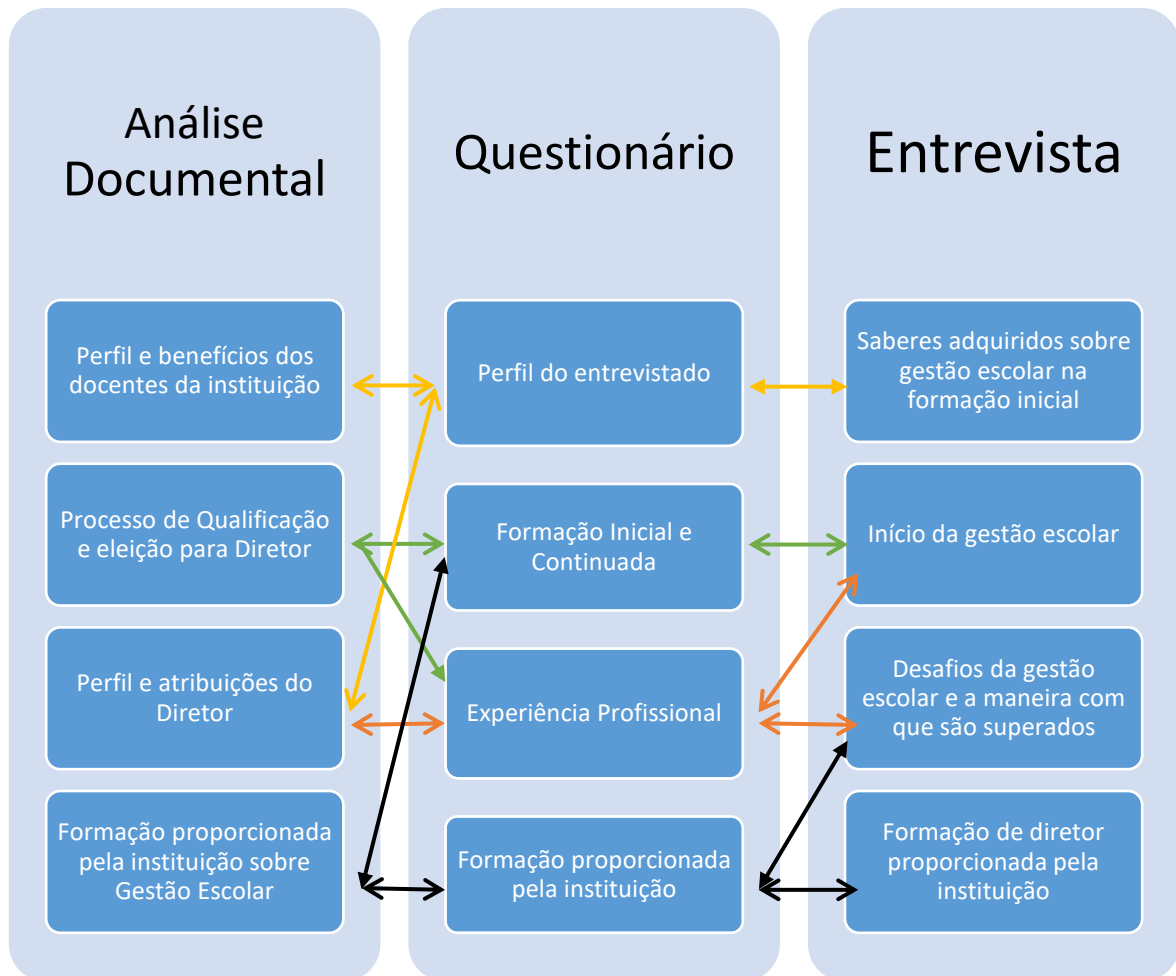 Análise
Documental
Perfil e benefícios dos
docentes da instituição
Processo de Qualificação
e eleição para Diretor
Perfil e atribuições do
Diretor
Formação proporcionada
pela instituição sobre
Gestão Escolar
Questionário
Perfil do entrevistado
Formação Inicial e
Continuada
Experiência Profissional
Formação proporcionada
pela instituição
Entrevista
Saberes adquiridos sobre
gestão escolar na
formação inicial
Início da gestão escolar
Desafios da gestão
escolar e a maneira com
que são superados
Formação de diretor
proporcionada pela
instituição